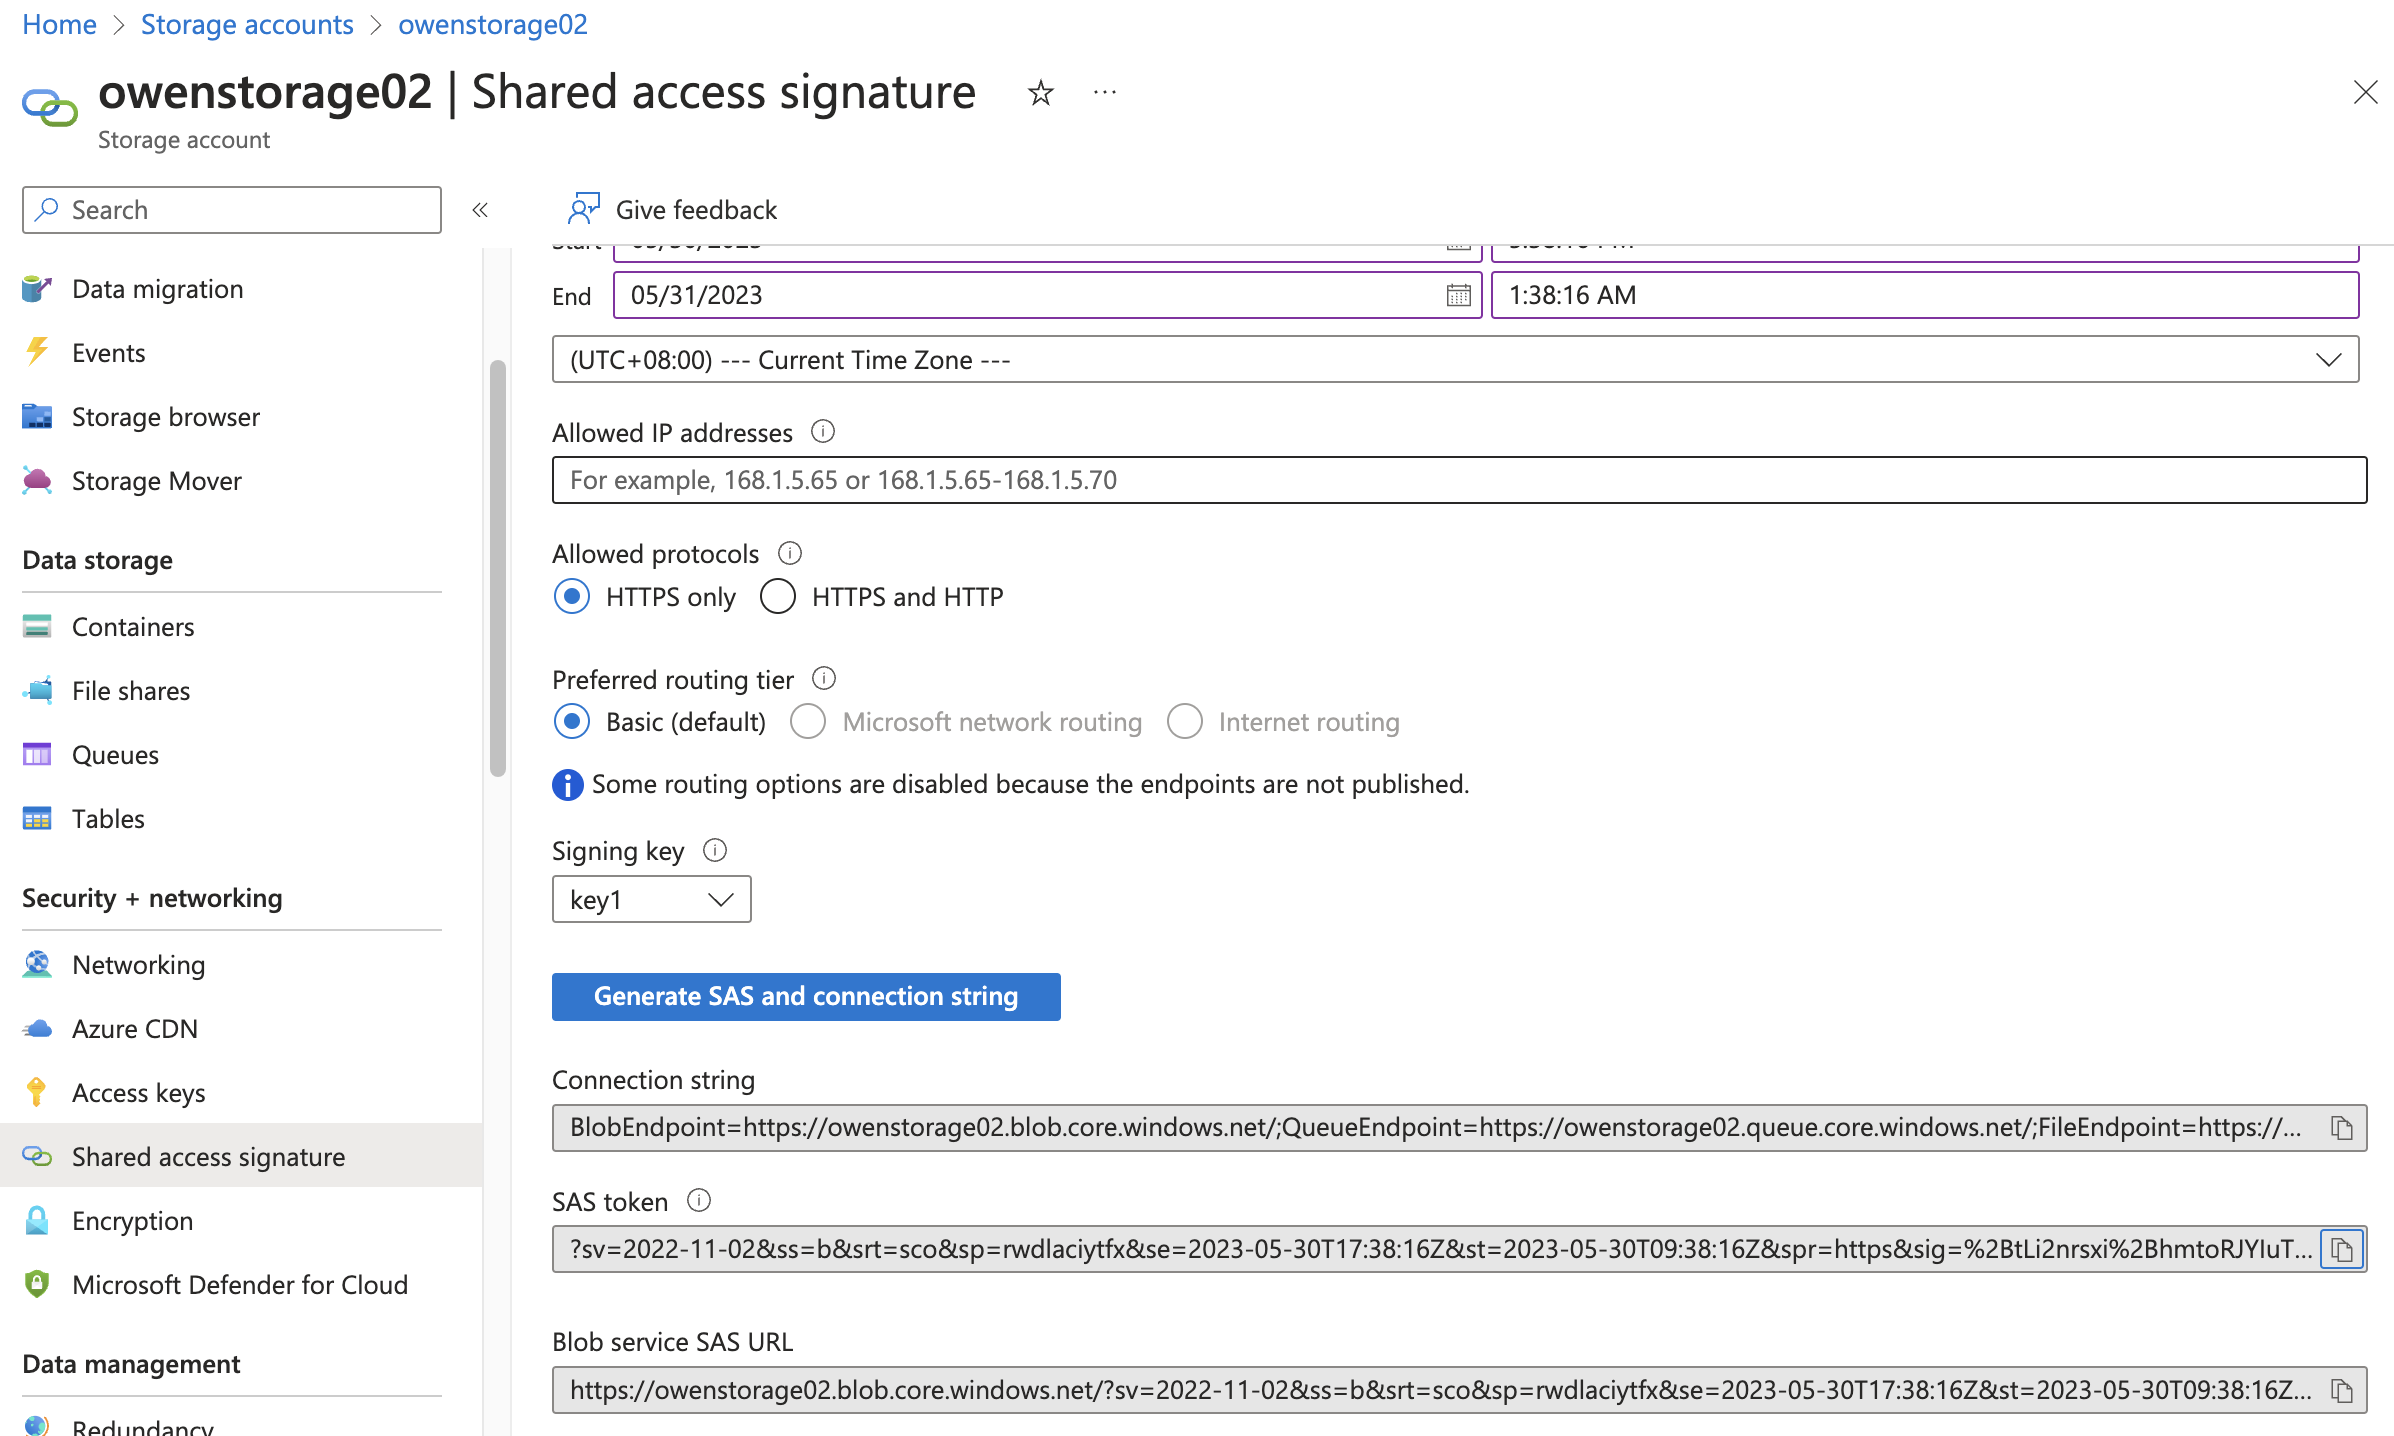 Home > Storage accounts > owenstorage02
owenstorage02 | Shared access signature
Storage account
Search
Data migration
Events
Storage browser
Storage Mover
Data storage
Containers
File shares
Queues
Tables
Security + networking
Networking
Azure CDN
Access keys
Shared access signature
Encryption
Microsoft Defender for Cloud
Data management
Redundancy
Give feedback
Start
End 05/31/2023 1:38:16 AM
(UTC+08:00) --- Current Time Zone ---
Allowed IP addresses
For example, 168.1.5.65 or 168.1.5.65-168.1.5.70
Allowed protocols
HTTPS only HTTPS and HTTP
Preferred routing tier
Basic (default) Microsoft network routing Internet routing
Some routing options are disabled because the endpoints are not published.
Signing key
key1
Generate SAS and connection string
Connection string
BlobEndpoint=https://owenstorage02.blob.core.windows.net/;QueueEndpoint=https://owenstorage02.queue.core.windows.net/;FileEndpoint=https://...
SAS token
?sv=2022-11-02&ss=b&srt=sco&sp=rwdlaciytfx&se=2023-05-30T17:38:16Z&st=2023-05-30T09:38:16Z&spr=https&sig=%2BtLi2nrsxi%2BhmtoRJYIuT...
Blob service SAS URL
https://owenstorage02.blob.core.windows.net/?sv=2022-11-02&ss=b&srt=sco&sp=rwdlaciytfx&se=2023-05-30T17:38:16Z&st=2023-05-30T09:38:16Z...